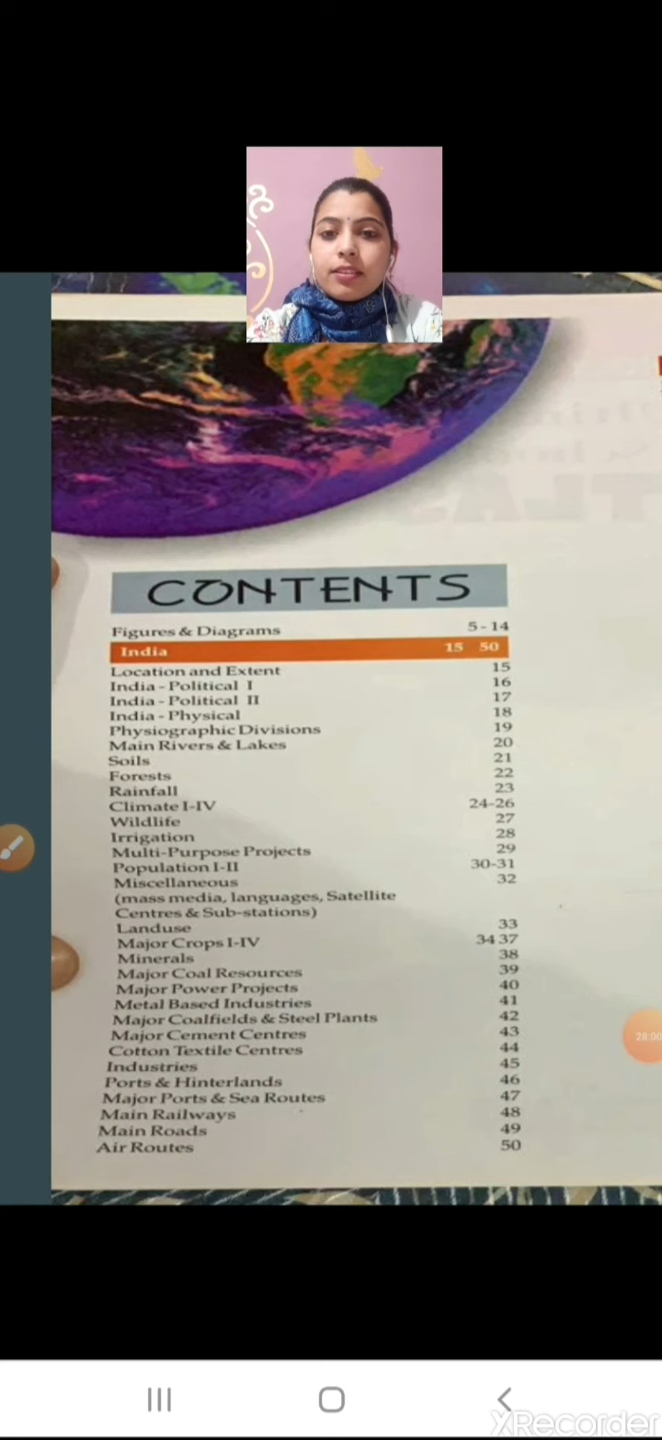 CONTENTS
Figures & Diagrams 5 - 14
India 15 50
Location and Extent 15
India - Political I 16
India - Political II 17
India - Physical 18
Physiographic Divisions 19
Main Rivers & Lakes 20
Soils 21
Forests 22
Rainfall 23
Climate I-IV 24-26
Wildlife 27
Irrigation 28
Multi-Purpose Projects 29
Population I-II 30-31
Miscellaneous 32
(mass media, languages, Satellite
Centres & Sub-stations)
Landuse 33
Major Crops I-IV 34 37
Minerals 38
Major Coal Resources 39
Major Power Projects 40
Metal Based Industries 41
Major Coalfields & Steel Plants 42
Major Cement Centres 43
Cotton Textile Centres 44
Industries 45
Ports & Hinterlands 46
Major Ports & Sea Routes 47
Main Railways 48
Main Roads 49
Air Routes 50
28:00
XRecorder